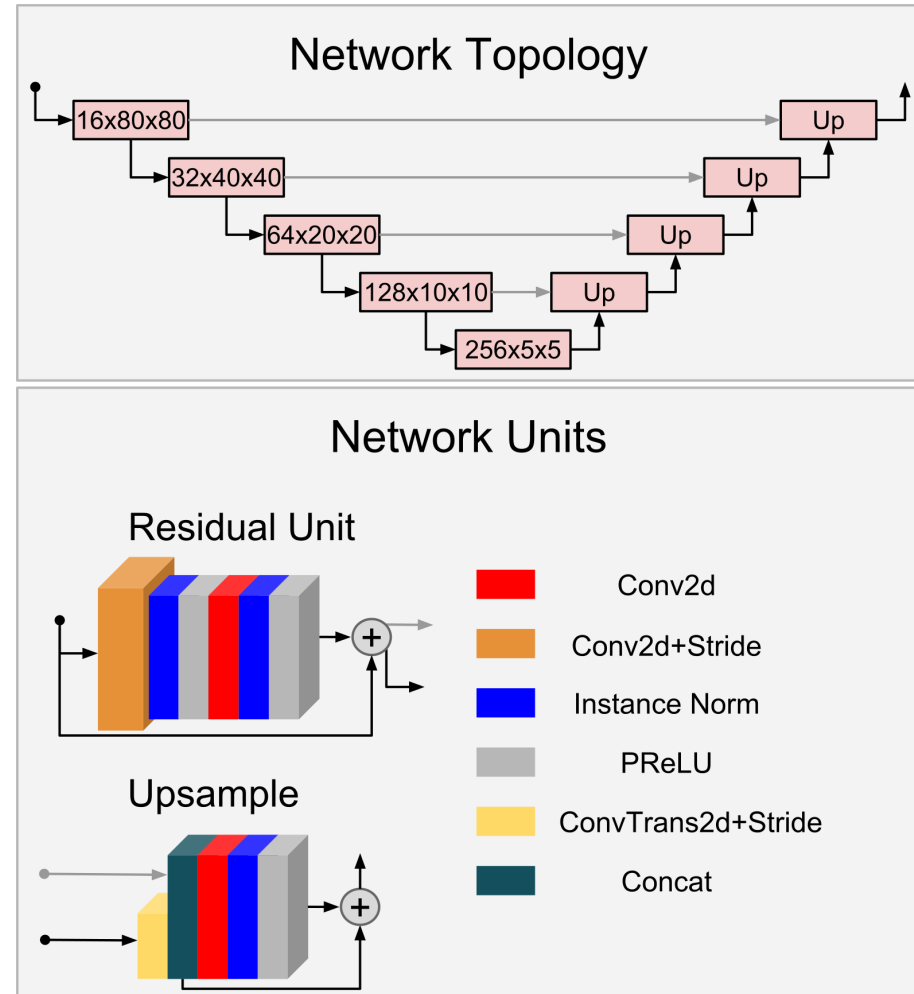 Network Topology
16x80x80
Up
32x40x40
Up
64x20x20
Up
128x10x10
Up
256x5x5
Network Units
Residual Unit
+
Conv2d
Conv2d+Stride
Instance Norm
PReLU
ConvTrans2d+Stride
Concat
Upsample
+